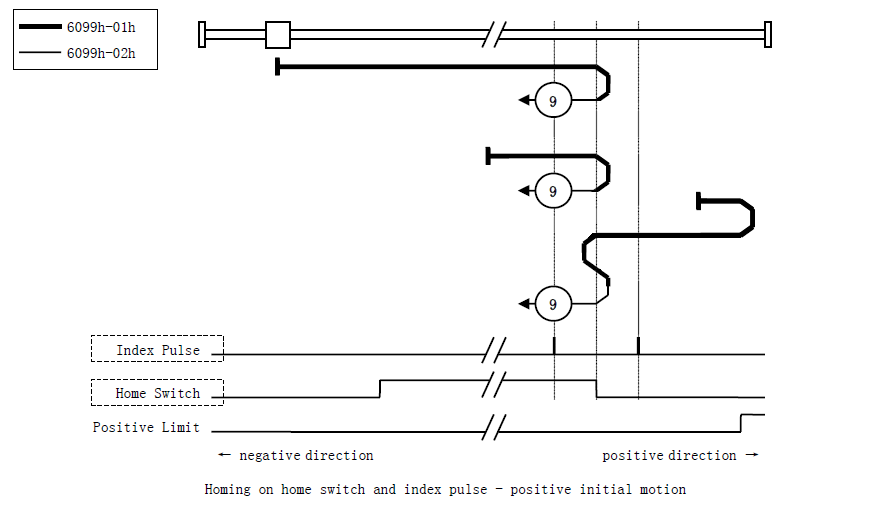 6099h-01h
6099h-02h
9
9
9
Index Pulse
Home Switch
Positive Limit
← negative direction
positive direction →
Homing on home switch and index pulse - positive initial motion